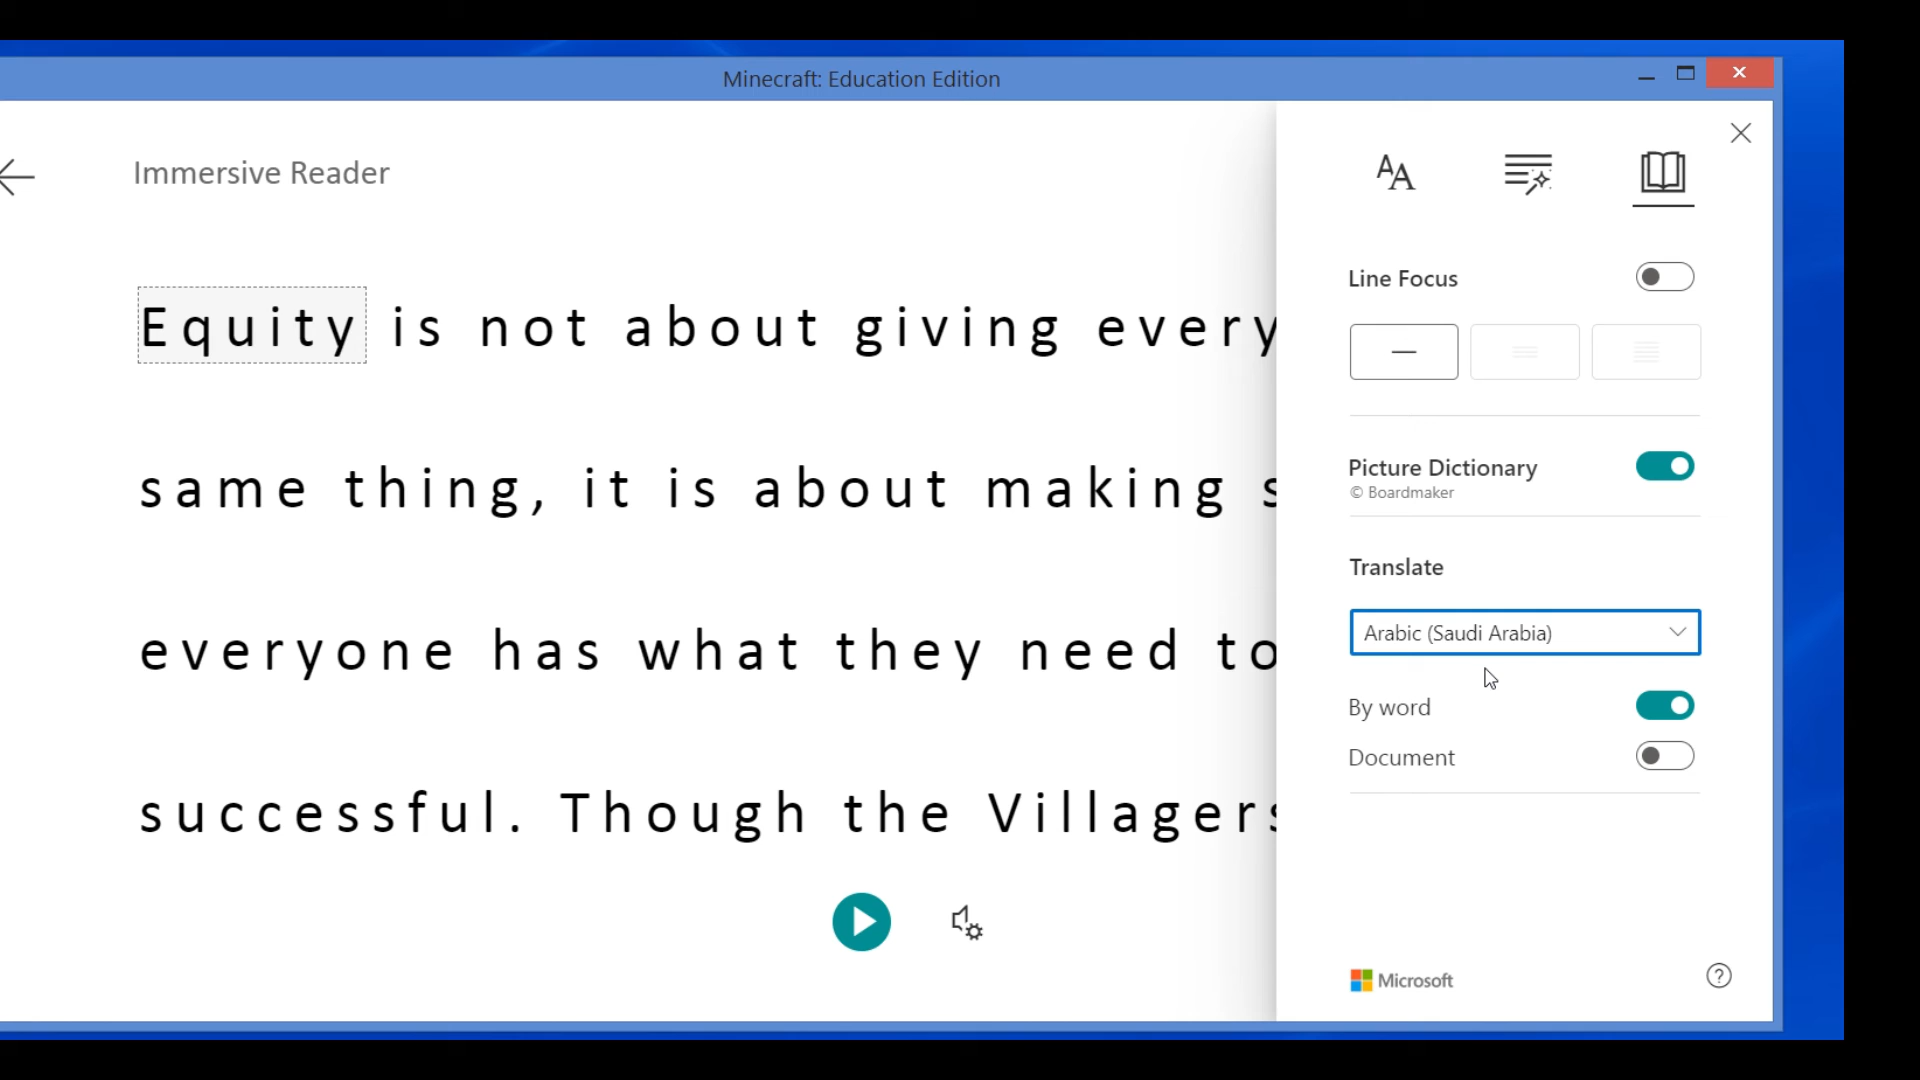 Minecraft: Education Edition
Immersive Reader
Equity is not about giving every
same thing, it is about making
everyone has what they need to
successful. Though the Villagers
Line Focus
Picture Dictionary
© Boardmaker
Translate
Arabic (Saudi Arabia)
By word
Document
Microsoft